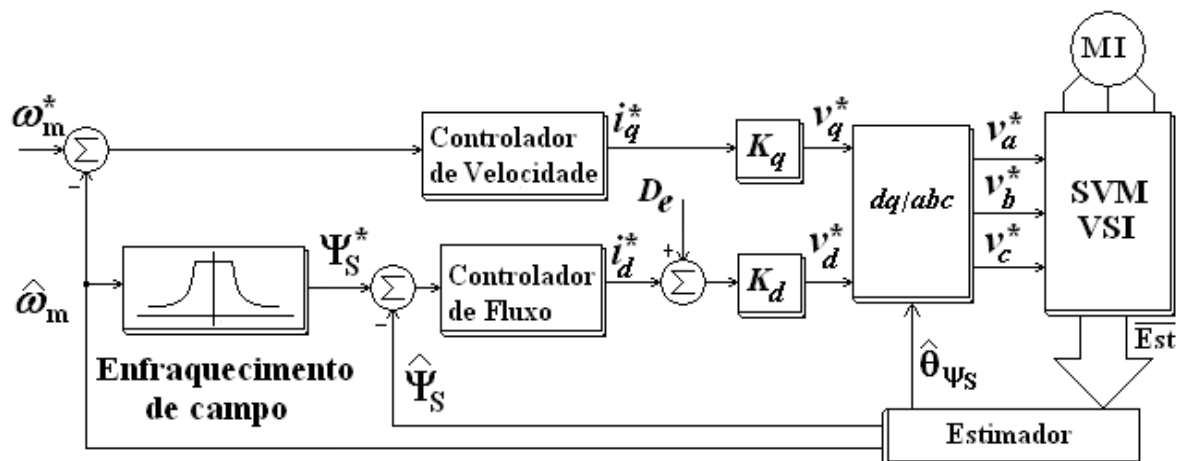 MI
ω*m
Σ
-
Controlador
de Velocidade
i*q
Kq
v*q
dq/abc
v*a
v*b
v*c
SVM
VSI
De
+
ω̂m
Ψ*S
Σ
-
Controlador
de Fluxo
i*d
Σ
Kd
v*d
Enfraquecimento
de campo
Ψ̂S
θ̂ΨS
Est
Estimador